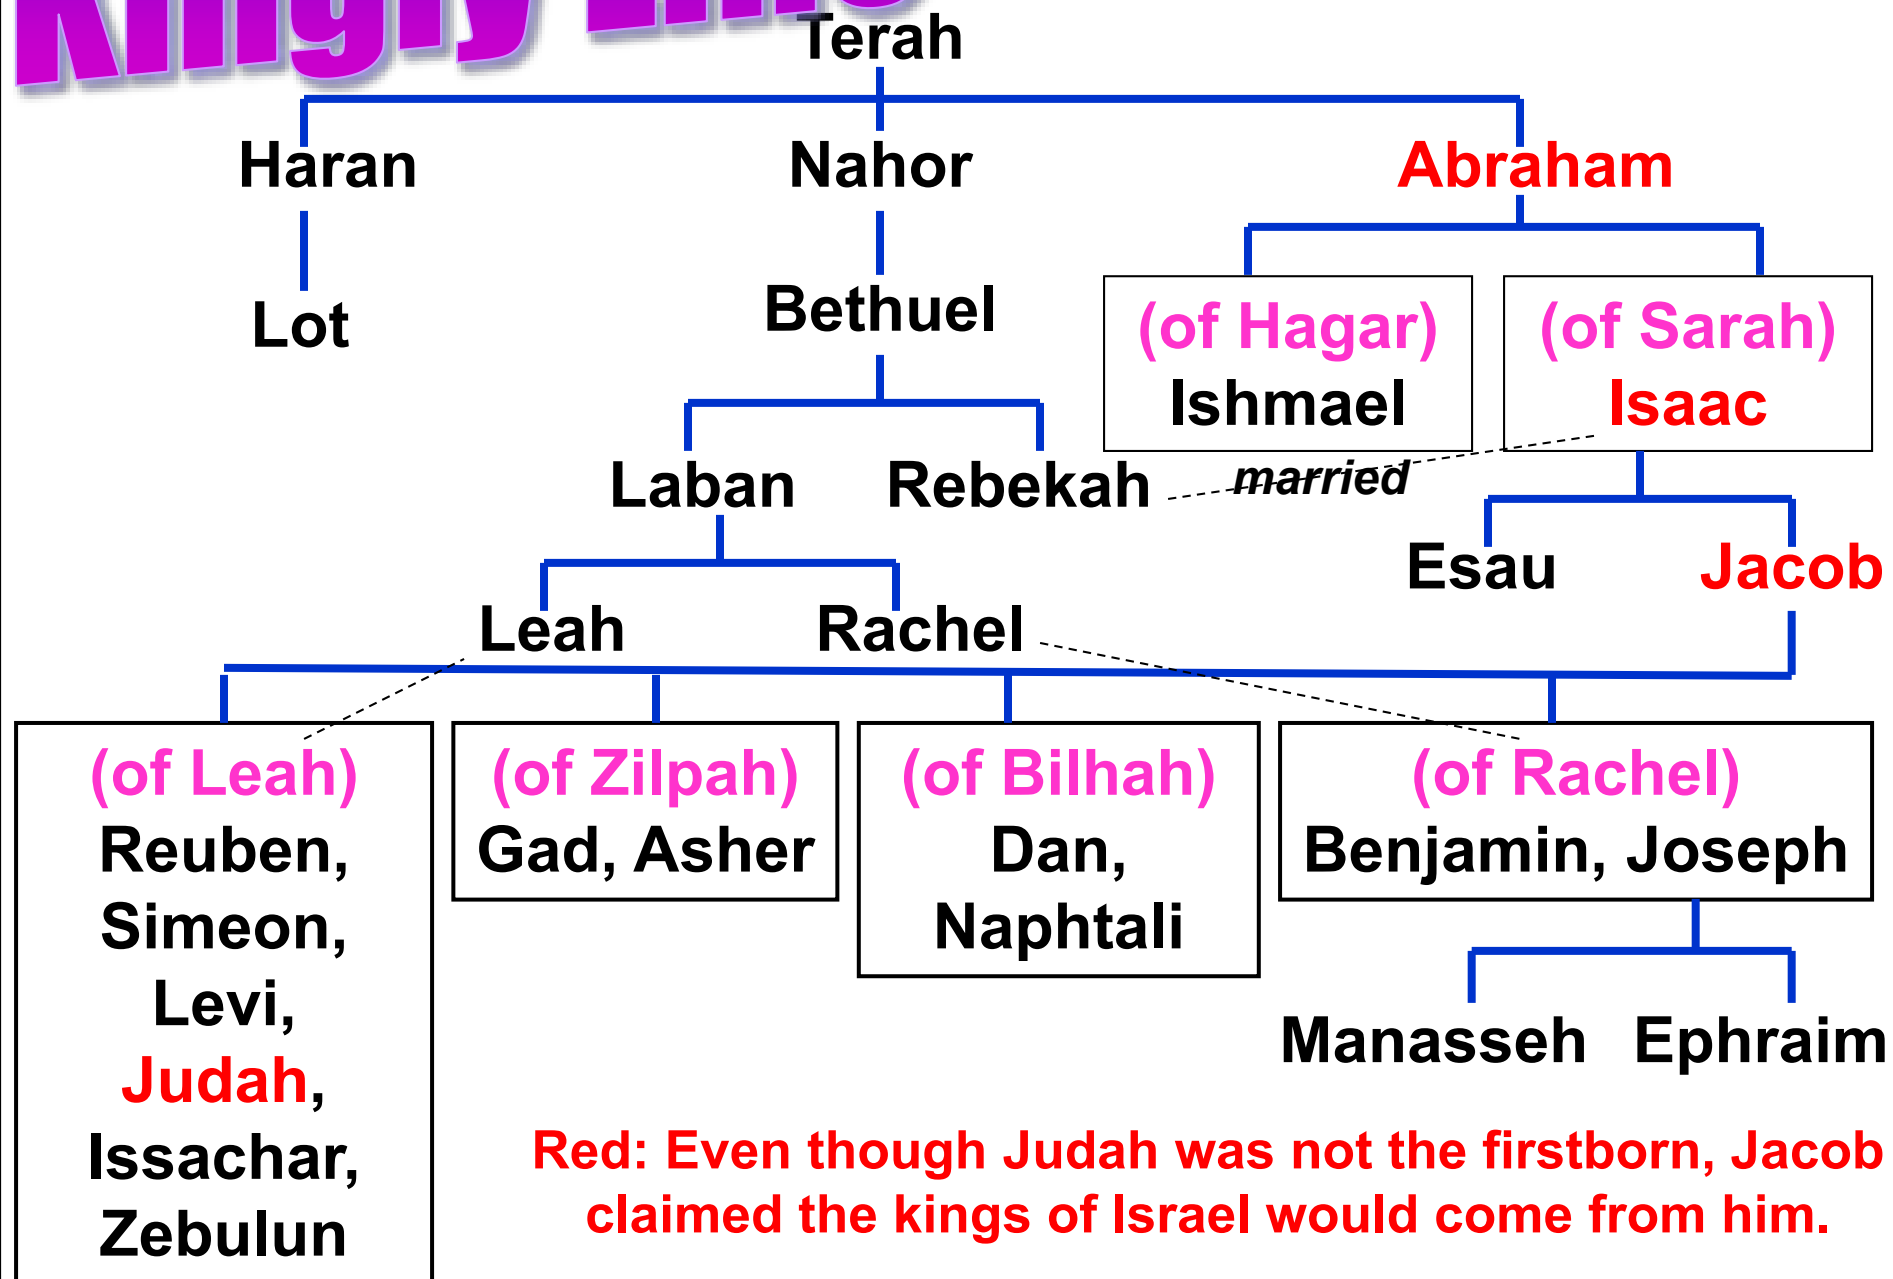 Kingly Line
Terah
Haran Nahor Abraham
Lot
Bethuel
(of Hagar)
Ishmael
(of Sarah)
Isaac
Laban Rebekah married
Esau Jacob
Leah Rachel
(of Leah)
Reuben,
Simeon,
Levi,
Judah,
Issachar,
Zebulun
(of Zilpah)
Gad, Asher
(of Bilhah)
Dan,
Naphtali
(of Rachel)
Benjamin, Joseph
Manasseh Ephraim
Red: Even though Judah was not the firstborn, Jacob
claimed the kings of Israel would come from him.